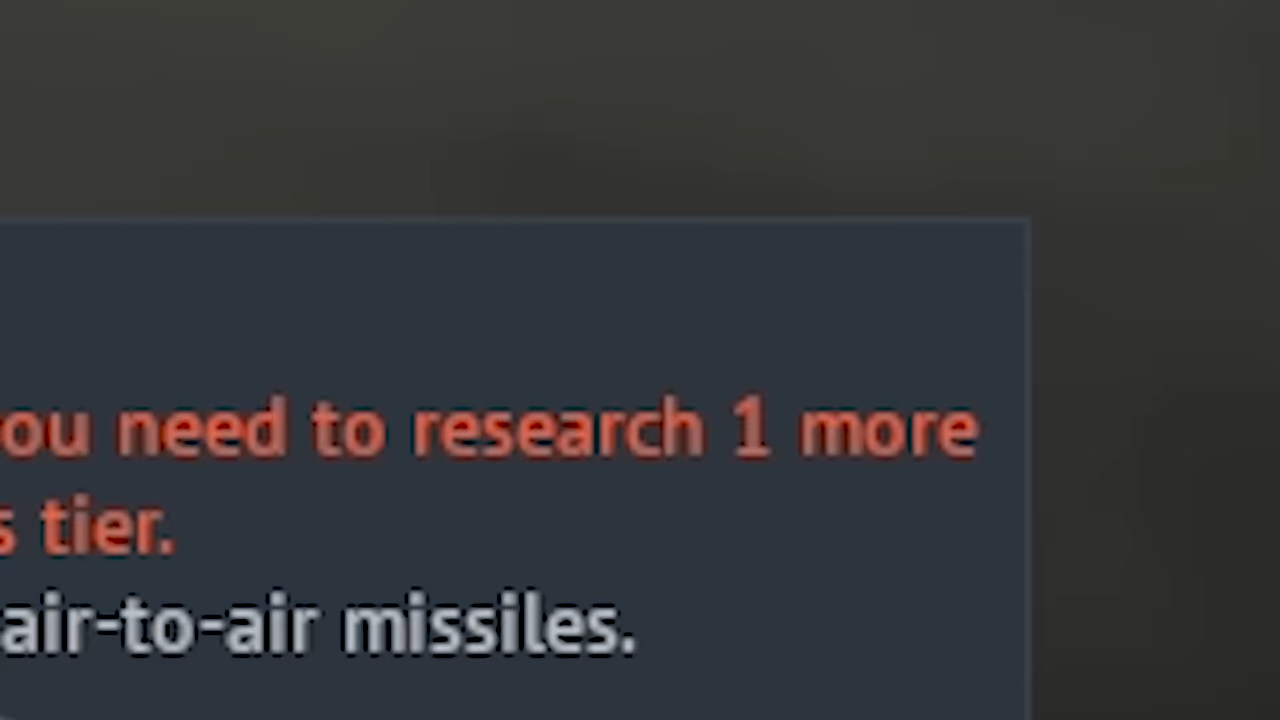 ou need to research 1 more
s tier.
air-to-air missiles.